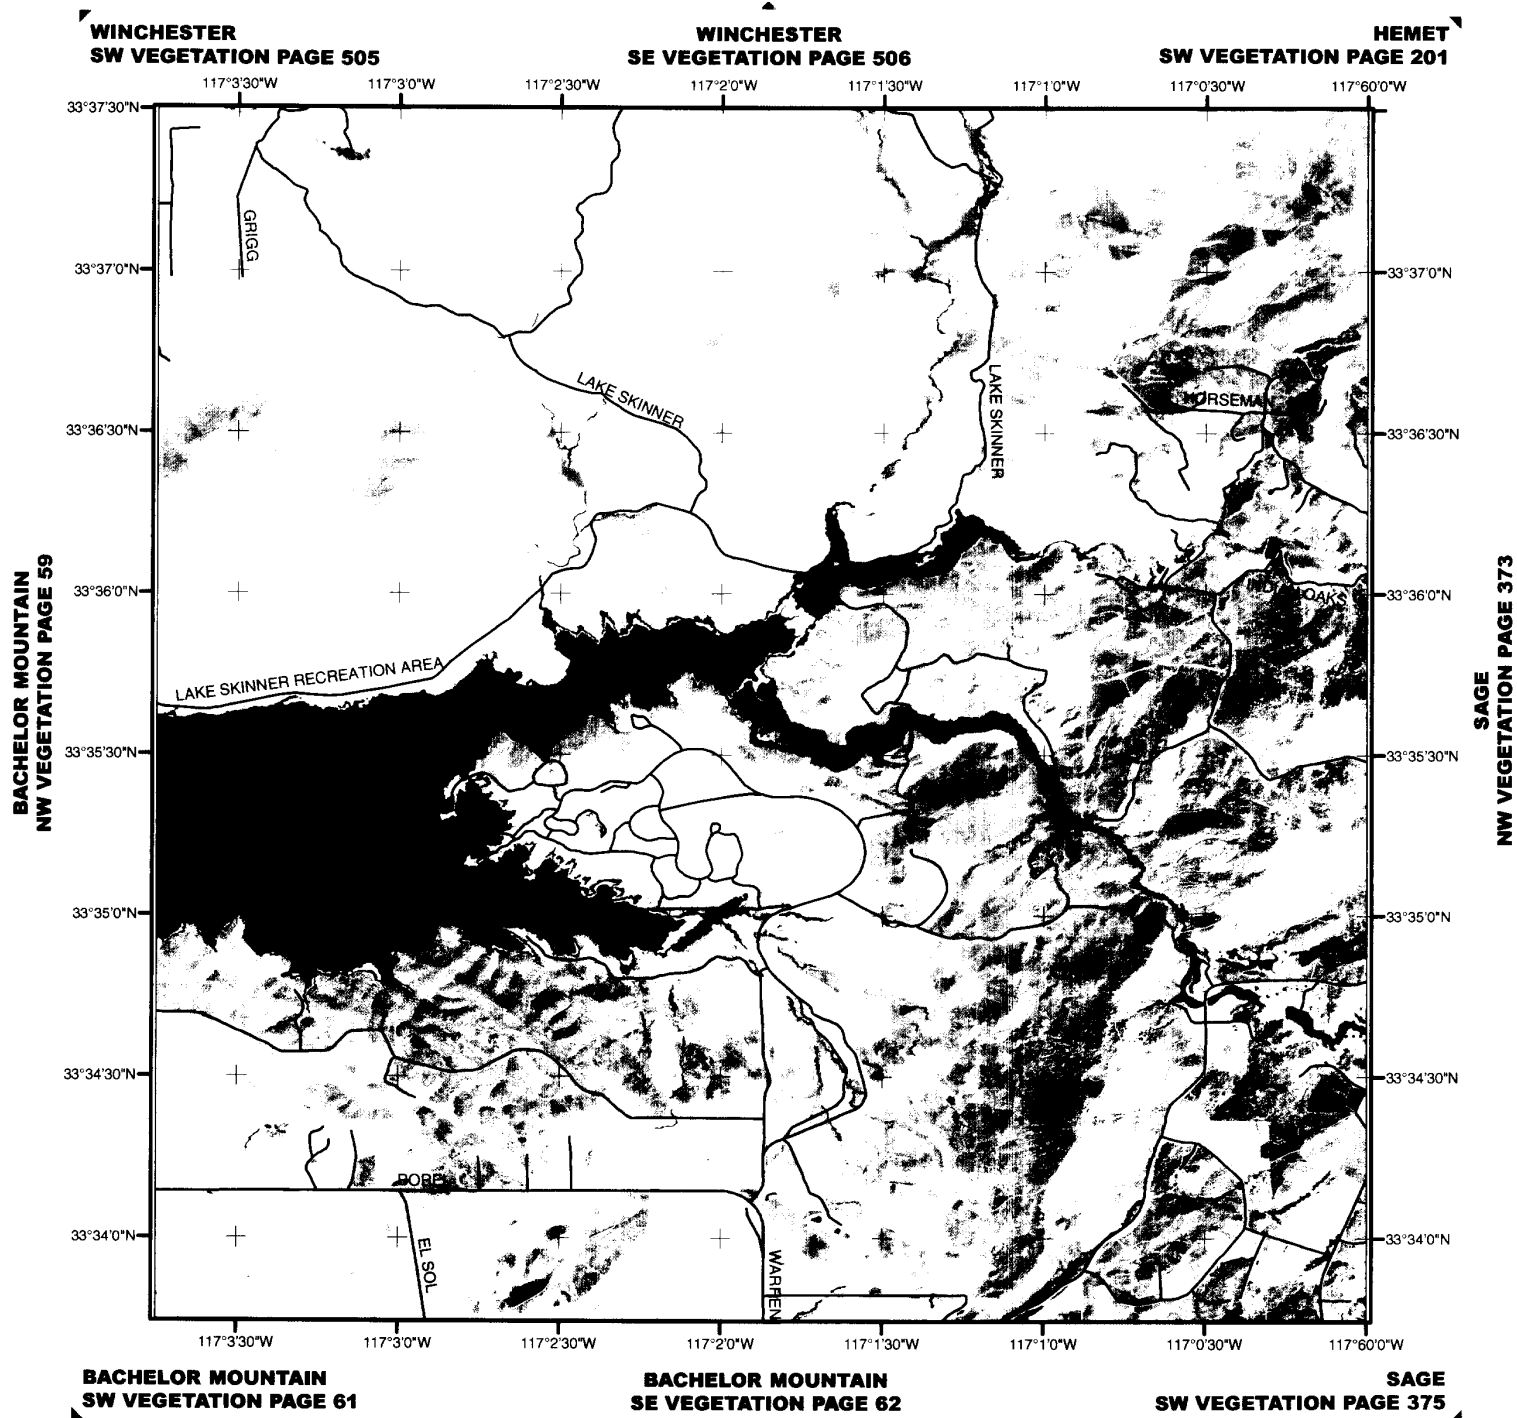 WINCHESTER
SW VEGETATION PAGE 505
WINCHESTER
SE VEGETATION PAGE 506
HEMET
SW VEGETATION PAGE 201
117°3'30"W 117°3'0"W 117°2'30"W 117°2'0"W 117°1'30"W 117°1'0"W 117°0'30"W 117°60'0"W
33°37'30"N
GRIGG
33°37'0"N
33°37'0"N
LAKE SKINNER
LAKE SKINNER
HORSEMAN
33°36'30"N
33°36'30"N
33°36'0"N
33°36'0"N
OAKS
LAKE SKINNER RECREATION AREA
BACHELOR MOUNTAIN
NW VEGETATION PAGE 59
SAGE
NW VEGETATION PAGE 373
33°35'30"N
33°35'30"N
33°35'0"N
33°35'0"N
33°34'30"N
33°34'30"N
33°34'0"N
33°34'0"N
EL SOL
WARREN
117°3'30"W 117°3'0"W 117°2'30"W 117°2'0"W 117°1'30"W 117°1'0"W 117°0'30"W 117°60'0"W
BACHELOR MOUNTAIN
SW VEGETATION PAGE 61
BACHELOR MOUNTAIN
SE VEGETATION PAGE 62
SAGE
SW VEGETATION PAGE 375